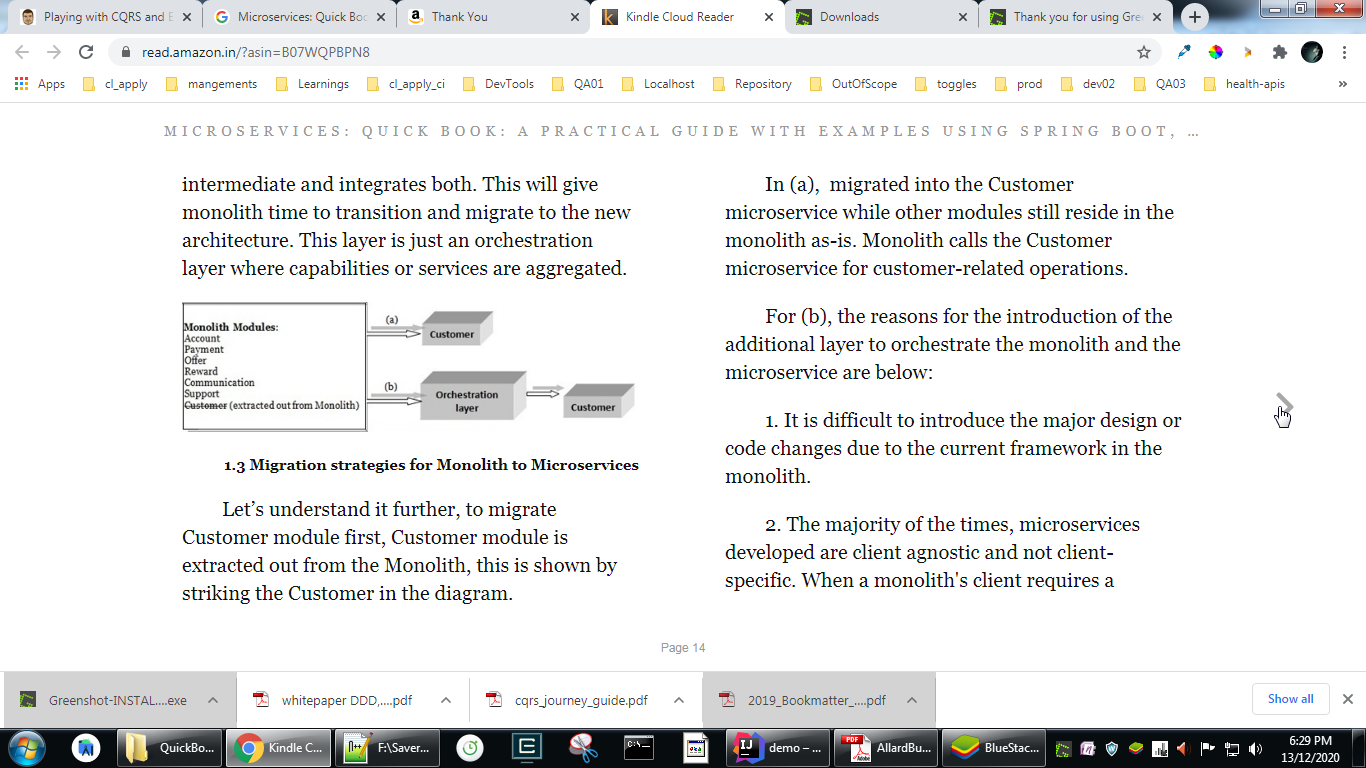 Playing with CQRS and E
Microservices: Quick Boo
Thank You
Kindle Cloud Reader
Downloads
Thank you for using Gre
read.amazon.in/?asin=B07WQPBPN8
Apps
cl_apply
mangements
Learnings
cl_apply_ci
DevTools
QA01
Localhost
Repository
OutOfScope
toggles
prod
dev02
QA03
health-apis
»
MICROSERVICES: QUICK BOOK: A PRACTICAL GUIDE WITH EXAMPLES USING SPRING BOOT, ...
intermediate and integrates both. This will give
monolith time to transition and migrate to the new
architecture. This layer is just an orchestration
layer where capabilities or services are aggregated.
Monolith Modules:
Account
Payment
Offer
Reward
Communication
Support
Customer (extracted out from Monolith)
(a)
Customer
(b)
Orchestration
layer
Customer
1.3 Migration strategies for Monolith to Microservices
Let’s understand it further, to migrate
Customer module first, Customer module is
extracted out from the Monolith, this is shown by
striking the Customer in the diagram.
In (a),  migrated into the Customer
microservice while other modules still reside in the
monolith as-is. Monolith calls the Customer
microservice for customer-related operations.
For (b), the reasons for the introduction of the
additional layer to orchestrate the monolith and the
microservice are below:
1. It is difficult to introduce the major design or
code changes due to the current framework in the
monolith.
2. The majority of the times, microservices
developed are client agnostic and not client-
specific. When a monolith's client requires a
Page 14
Greenshot-INSTAL....exe
whitepaper DDD,....pdf
cqrs_journey_guide.pdf
2019_Bookmatter_....pdf
Show all
QuickBo...
Kindle C...
F:\Saver...
C:\
demo – ...
AllardBu...
BlueStac...
6:29 PM
13/12/2020